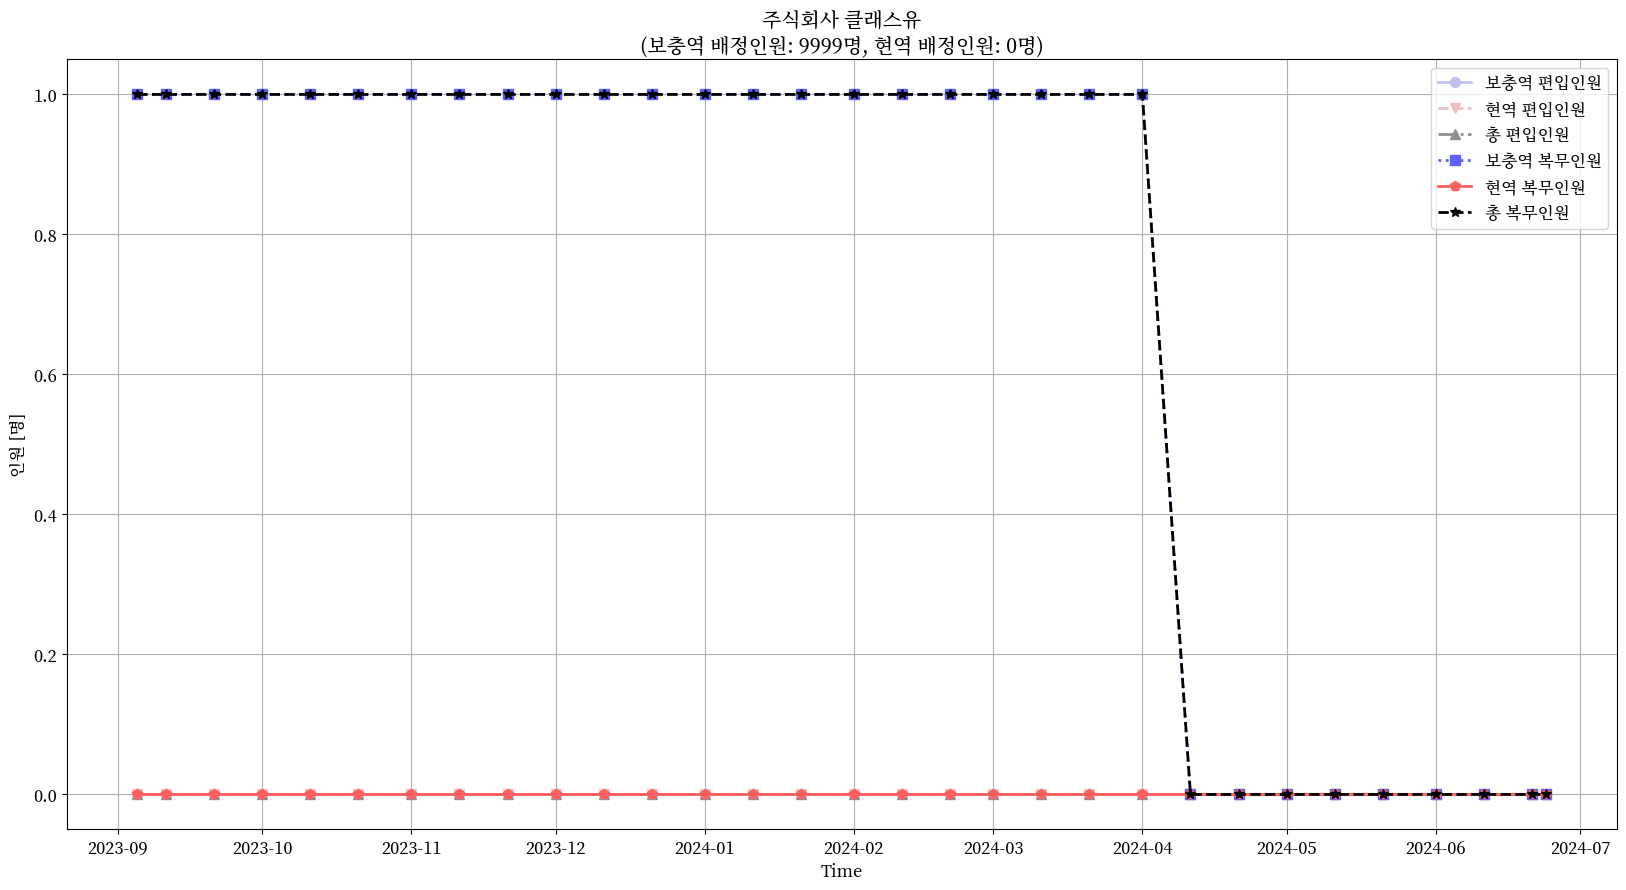 주식회사 클래스유
(보충역 배정인원: 9999명, 현역 배정인원: 0명)
보충역 편입인원
현역 편입인원
총 편입인원
보충역 복무인원
현역 복무인원
총 복무인원
인원 [명]
1.0
0.8
0.6
0.4
0.2
0.0
2023-09 2023-10 2023-11 2023-12 2024-01 2024-02 2024-03 2024-04 2024-05 2024-06 2024-07
Time